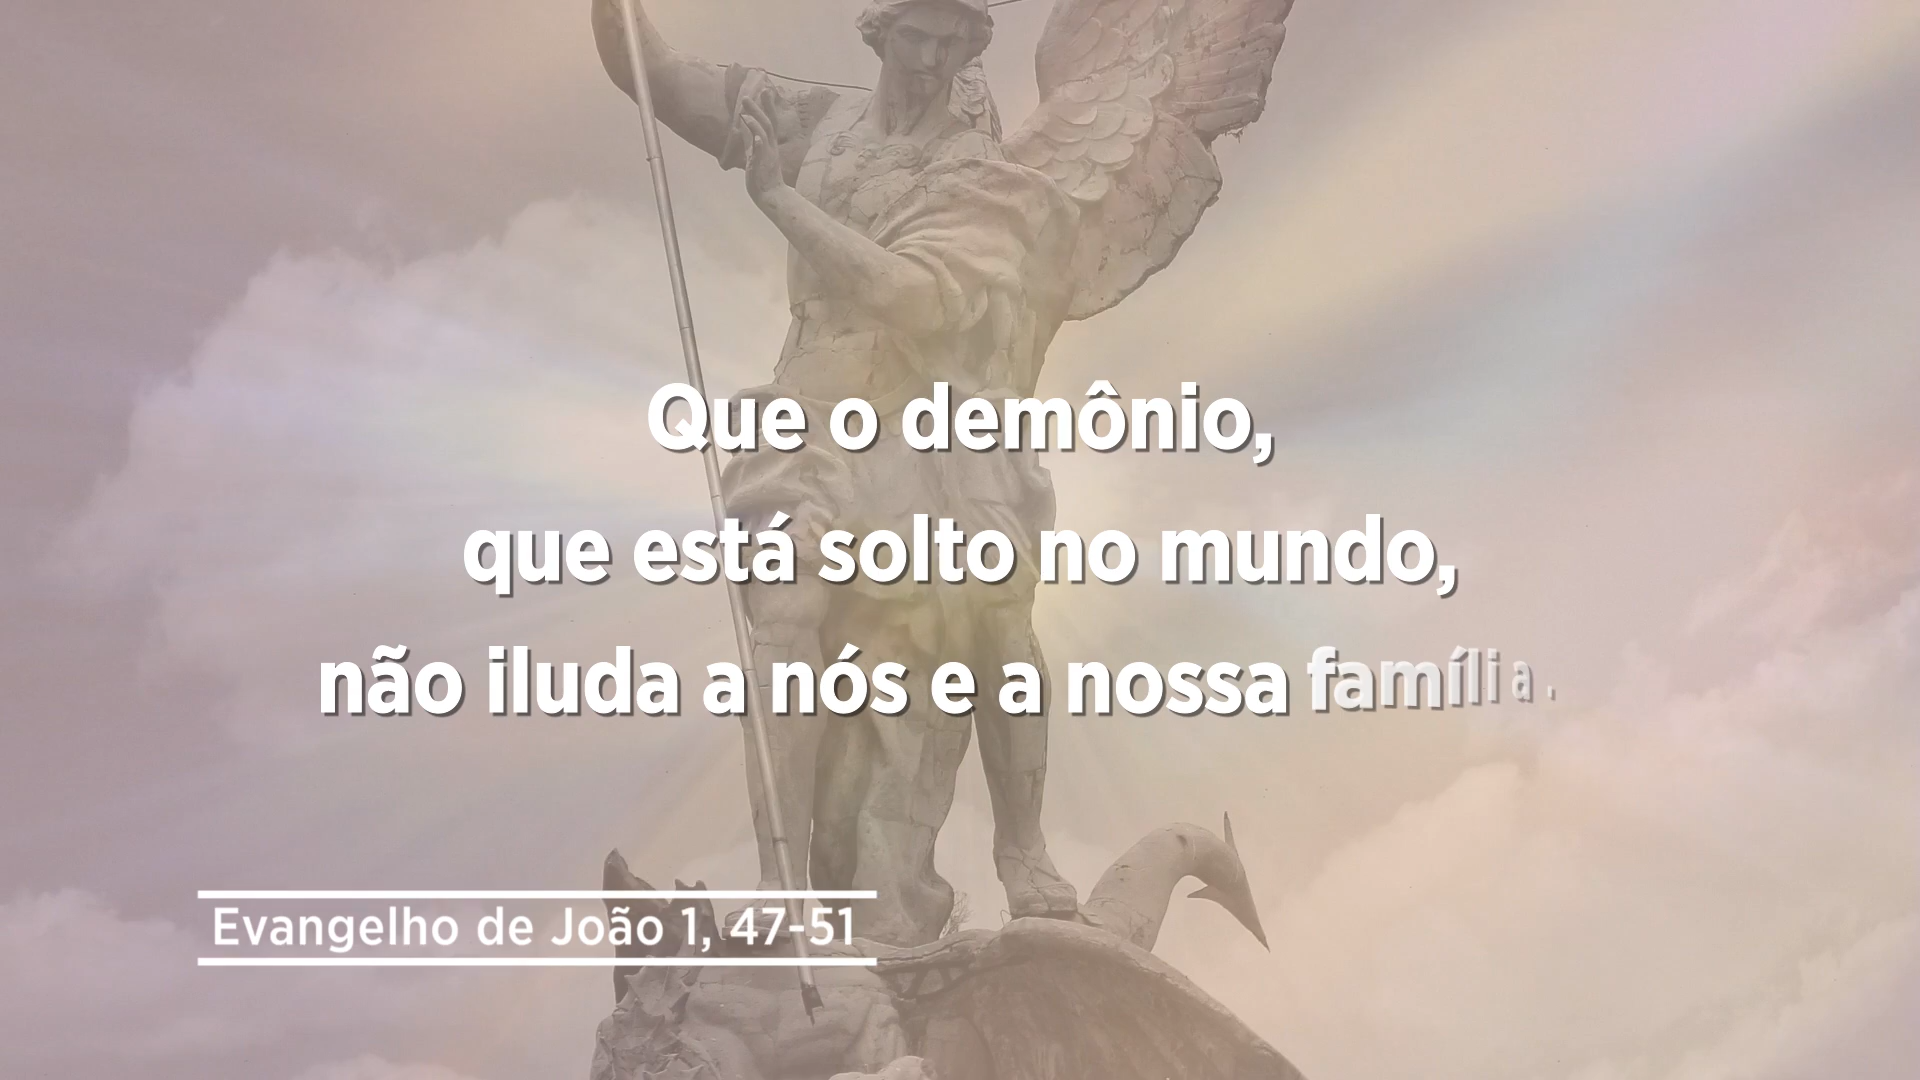 Que o demônio,
que está solto no mundo,
não iluda a nós e a nossa família.
Evangelho de João 1, 47-51